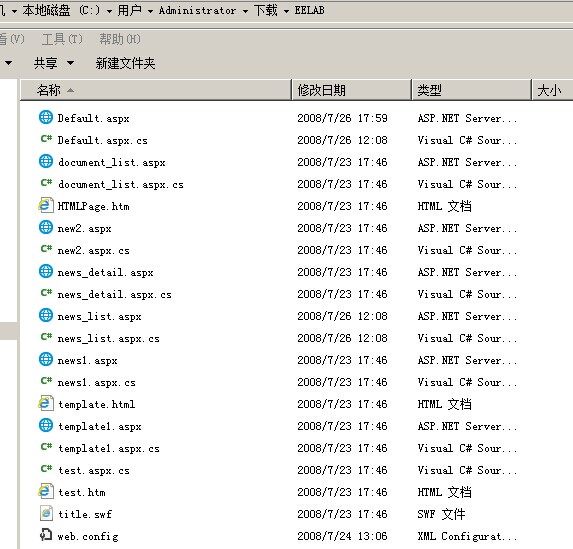 机 ▾ 本地磁盘 (C:) ▾ 用户 ▾ Administrator ▾ 下载 ▾ EELAB
看(V) 工具(T) 帮助(H)
共享 新建文件夹
名称 修改日期 类型 大小
Default.aspx 2008/7/26 17:59 ASP.NET Server...
Default.aspx.cs 2008/7/26 12:08 Visual C# Sour...
document_list.aspx 2008/7/23 17:46 ASP.NET Server...
document_list.aspx.cs 2008/7/23 17:46 Visual C# Sour...
HTMLPage.htm 2008/7/23 17:46 HTML 文档
new2.aspx 2008/7/23 17:46 ASP.NET Server...
new2.aspx.cs 2008/7/23 17:46 Visual C# Sour...
news_detail.aspx 2008/7/23 17:46 ASP.NET Server...
news_detail.aspx.cs 2008/7/23 17:46 Visual C# Sour...
news_list.aspx 2008/7/26 12:08 ASP.NET Server...
news_list.aspx.cs 2008/7/26 12:08 Visual C# Sour...
news1.aspx 2008/7/23 17:46 ASP.NET Server...
news1.aspx.cs 2008/7/23 17:46 Visual C# Sour...
template.html 2008/7/23 17:46 HTML 文档
template1.aspx 2008/7/23 17:46 ASP.NET Server...
template1.aspx.cs 2008/7/23 17:46 Visual C# Sour...
test.aspx.cs 2008/7/23 17:46 Visual C# Sour...
test.htm 2008/7/23 17:46 HTML 文档
title.swf 2008/7/23 17:46 SWF 文件
web.config 2008/7/24 13:06 XML Configurat...